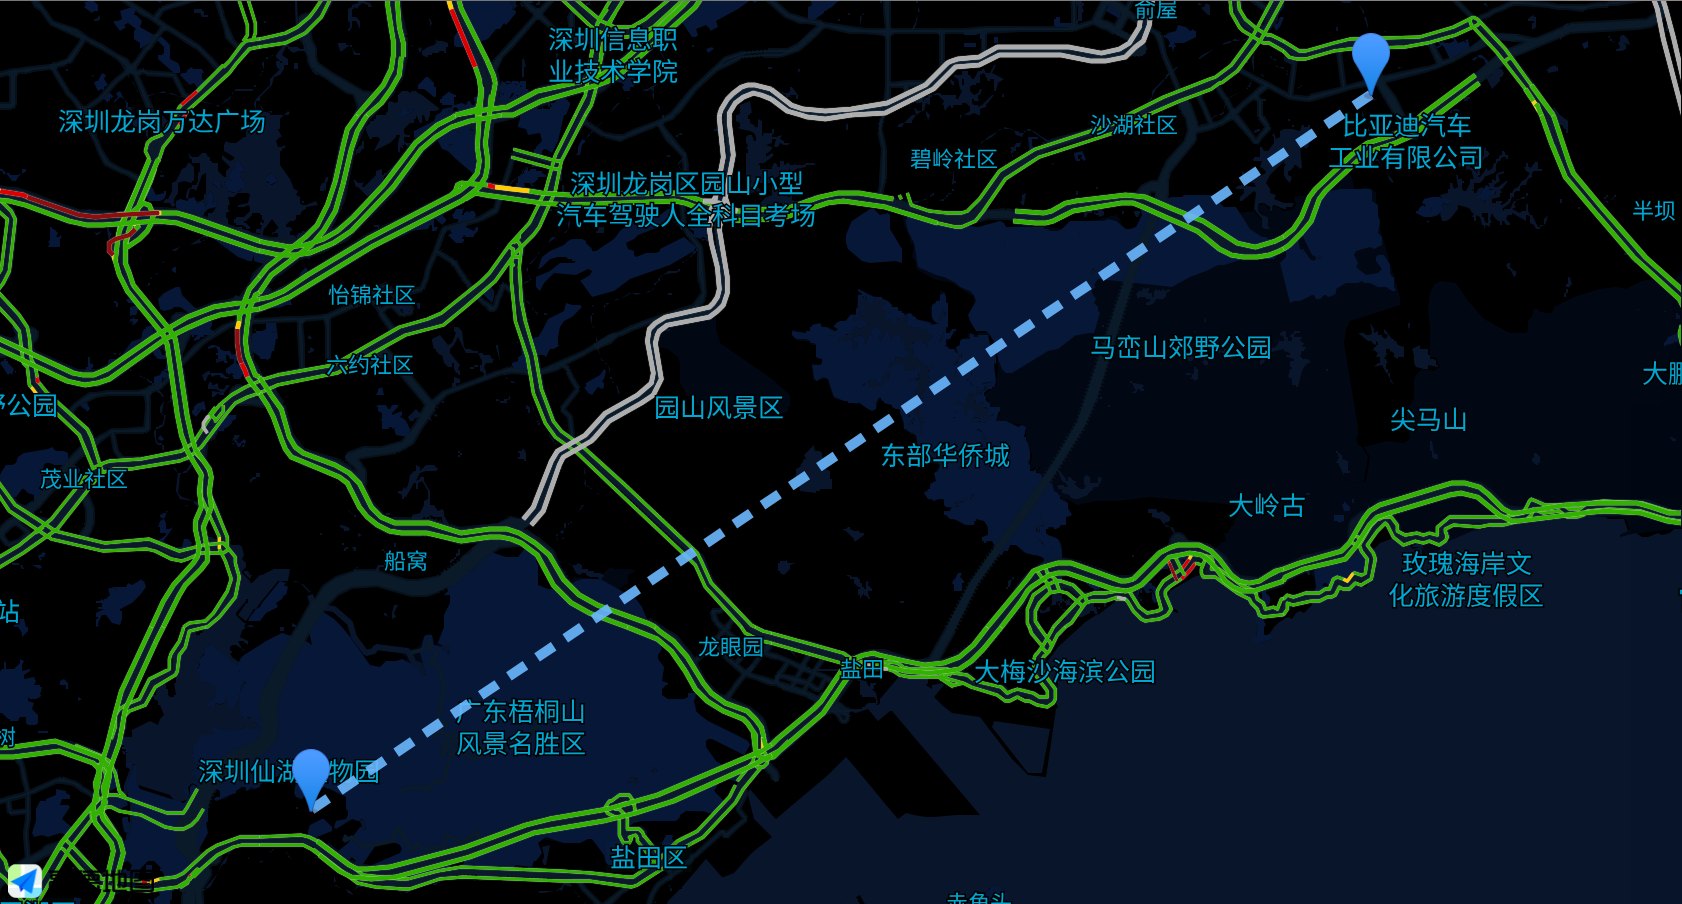 俞屋
深圳信息职
业技术学院
深圳龙岗万达广场
沙湖社区
比亚迪汽车
工业有限公司
碧岭社区
深圳龙岗区园山小型
汽车驾驶人全科目考场
半坝
怡锦社区
马峦山郊野公园
六约社区
大鹏
公园
园山风景区
尖马山
东部华侨城
茂业社区
大岭古
船窝
玫瑰海岸文
化旅游度假区
站
龙眼园
盐田
大梅沙海滨公园
广东梧桐山
风景名胜区
树
深圳仙湖 物园
盐田区